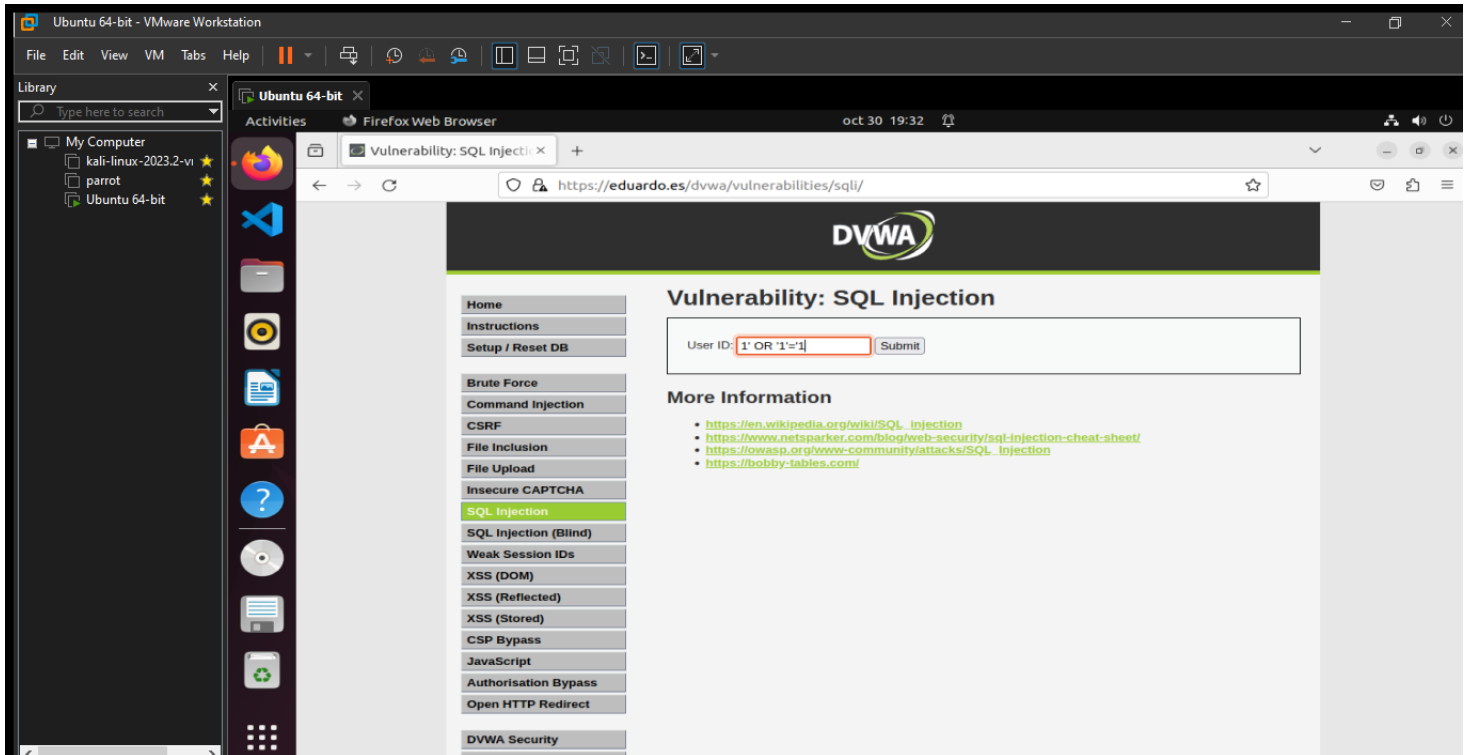 Ubuntu 64-bit - VMware Workstation
File Edit View VM Tabs Help
Library
Type here to search
My Computer
kali-linux-2023.2-vi
parrot
Ubuntu 64-bit
Ubuntu 64-bit
Activities Firefox Web Browser oct 30 19:32
Vulnerability: SQL Injectic
https://eduardo.es/dvwa/vulnerabilities/sqli/
DVWA
Home
Instructions
Setup / Reset DB
Brute Force
Command Injection
CSRF
File Inclusion
File Upload
Insecure CAPTCHA
SQL Injection
SQL Injection (Blind)
Weak Session IDs
XSS (DOM)
XSS (Reflected)
XSS (Stored)
CSP Bypass
JavaScript
Authorisation Bypass
Open HTTP Redirect
DVWA Security
Vulnerability: SQL Injection
User ID: 1' OR '1'='1 Submit
More Information
https://en.wikipedia.org/wiki/SQL_injection
https://www.netsparker.com/blog/web-security/sql-injection-cheat-sheet/
https://owasp.org/www-community/attacks/SQL_Injection
https://bobby-tables.com/